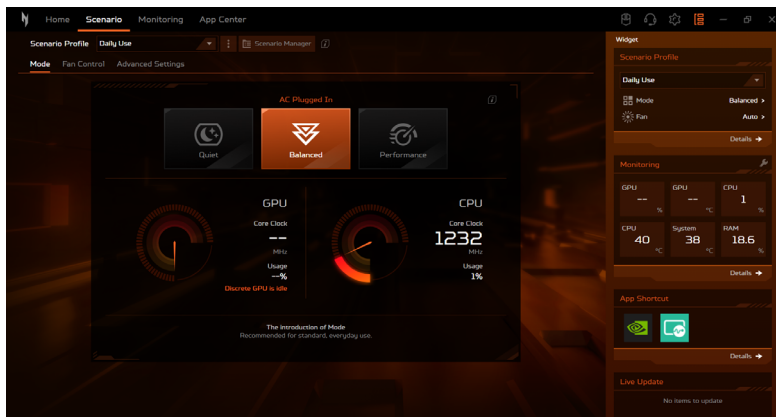 Home Scenario Monitoring App Center
Scenario Profile Daily Use Scenario Manager
Mode Fan Control Advanced Settings
AC Plugged In
Quiet Balanced Performance
GPU
Core Clock
--
MHz
Usage
--%
Discrete GPU is idle
CPU
Core Clock
1232
MHz
Usage
1%
The introduction of Mode
Recommended for standard, everyday use.
Widget
Scenario Profile
Daily Use
Mode Balanced >
Fan Auto >
Details →
Monitoring
GPU -- %
GPU -- °C
CPU 1 %
CPU 40 °C
System 38 °C
RAM 18.6 %
Details →
App Shortcut
Details →
Live Update
No items to update